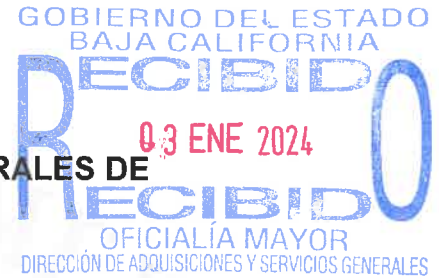 GOBIERNO DEL ESTADO
BAJA CALIFORNIA
RECIBIDO
03 ENE 2024
RALES DE
RECIBIDO
OFICIALÍA MAYOR
DIRECCIÓN DE ADQUISICIONES Y SERVICIOS GENERALES